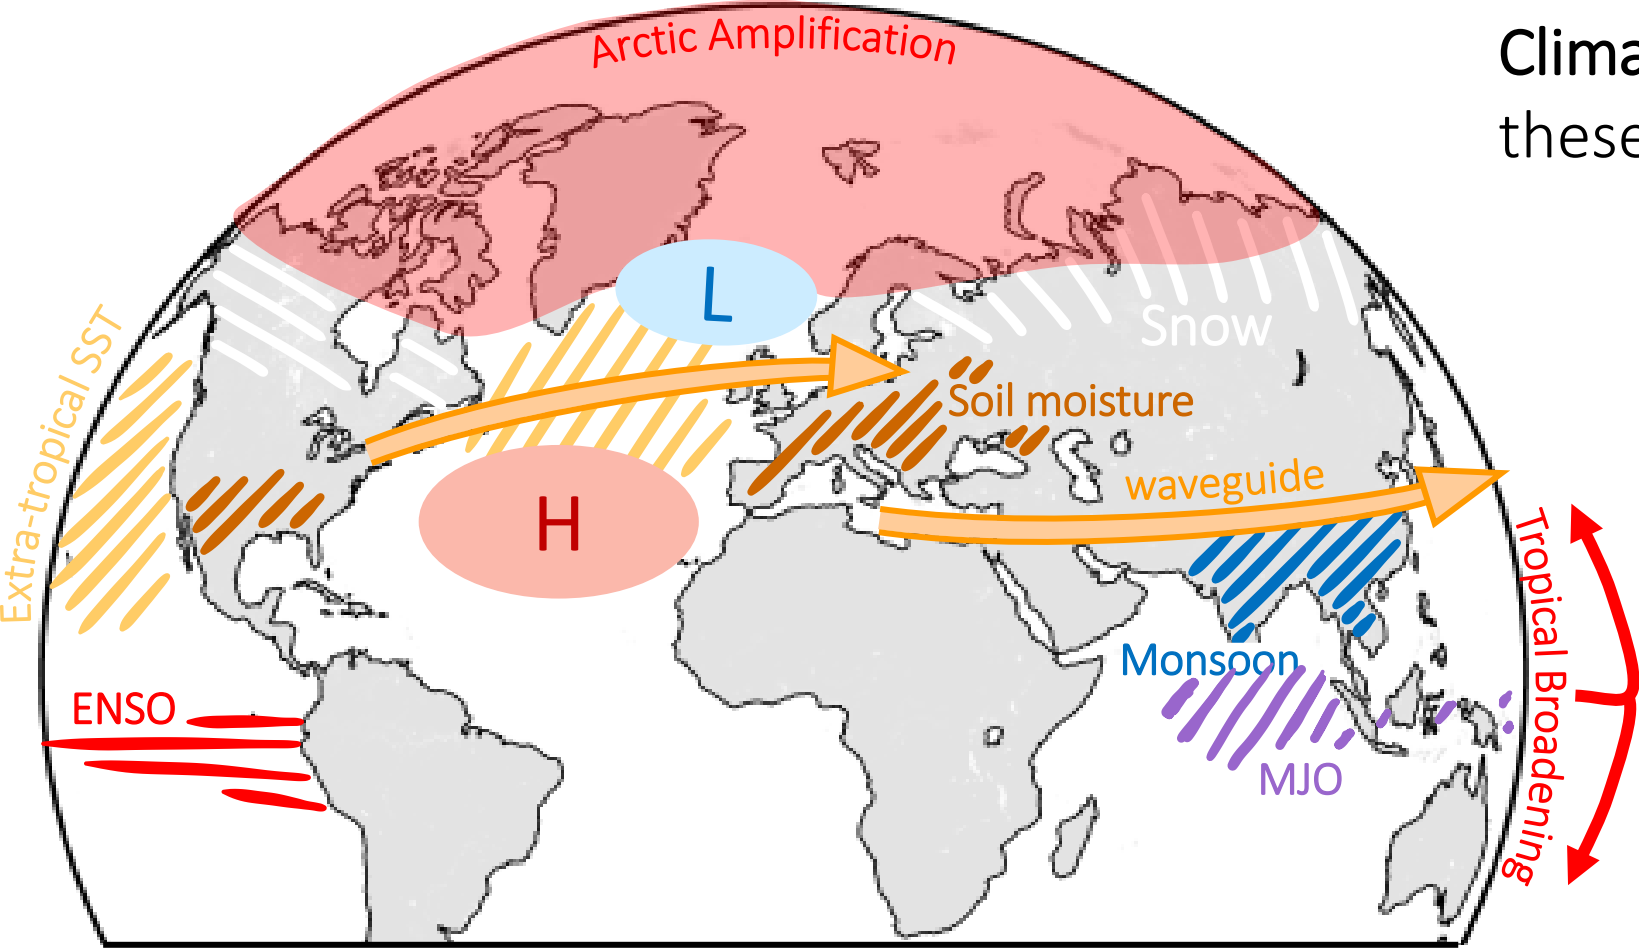 Arctic Amplification
Clima
these
L
Snow
Extra-tropical SST
Soil moisture
waveguide
H
Tropical Broadening
Monsoon
ENSO
MJO